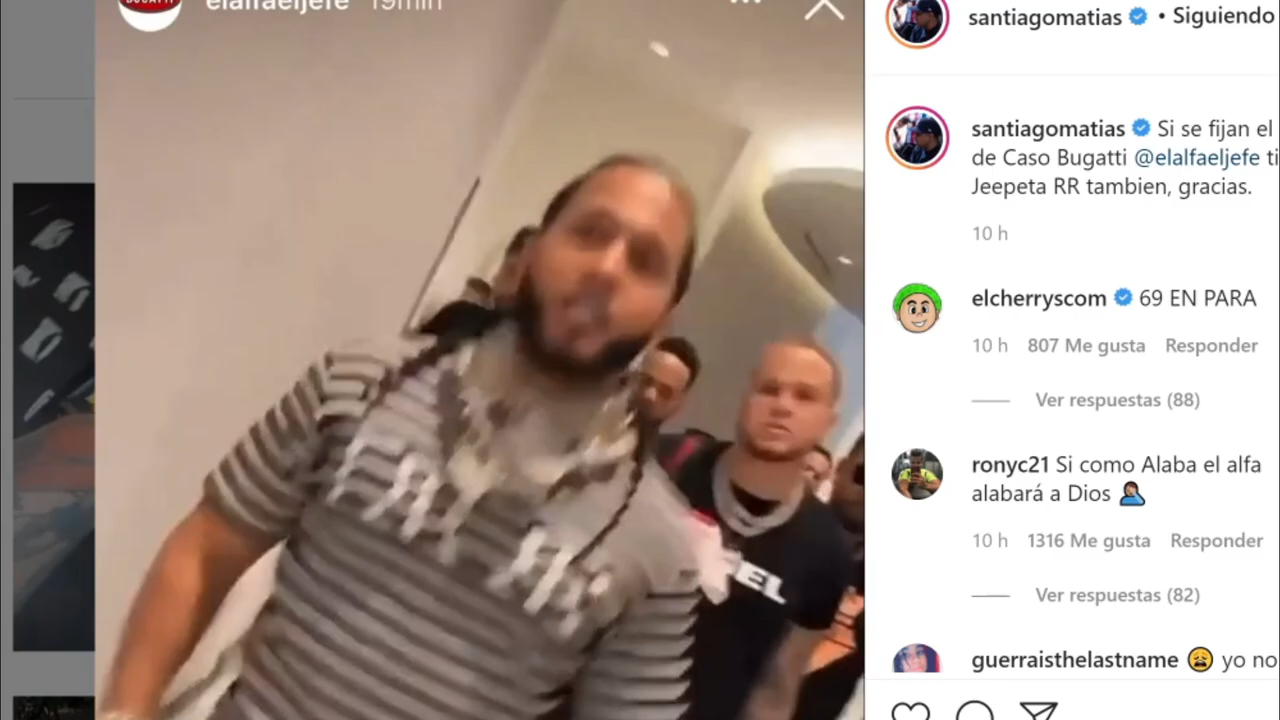 BUGATTI
elalfaeljefe 19min
santiagomatias • Siguiendo
santiagomatias Si se fijan el
de Caso Bugatti @elalfaeljefe ti
Jeepeta RR tambien, gracias.
10 h
elcherryscom 69 EN PARA
10 h 807 Me gusta Responder
Ver respuestas (88)
ronyc21 Si como Alaba el alfa
alabará a Dios 🤦🏻‍♂️
10 h 1316 Me gusta Responder
Ver respuestas (82)
guerraisthelastname 😩 yo no